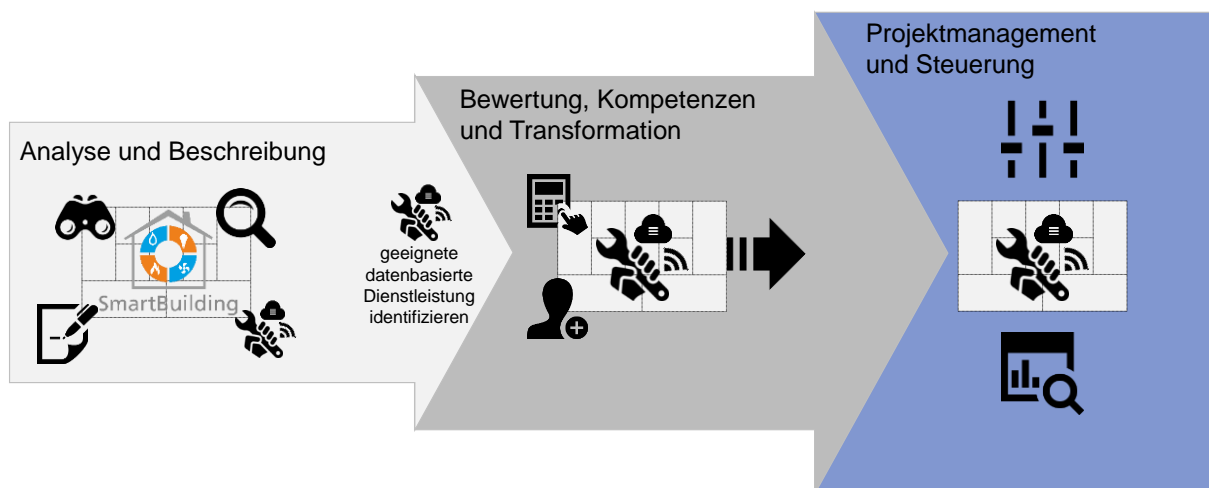 Analyse und Beschreibung
SmartBuilding
geeignete
datenbasierte
Dienstleistung
identifizieren
Bewertung, Kompetenzen
und Transformation
Projektmanagement
und Steuerung